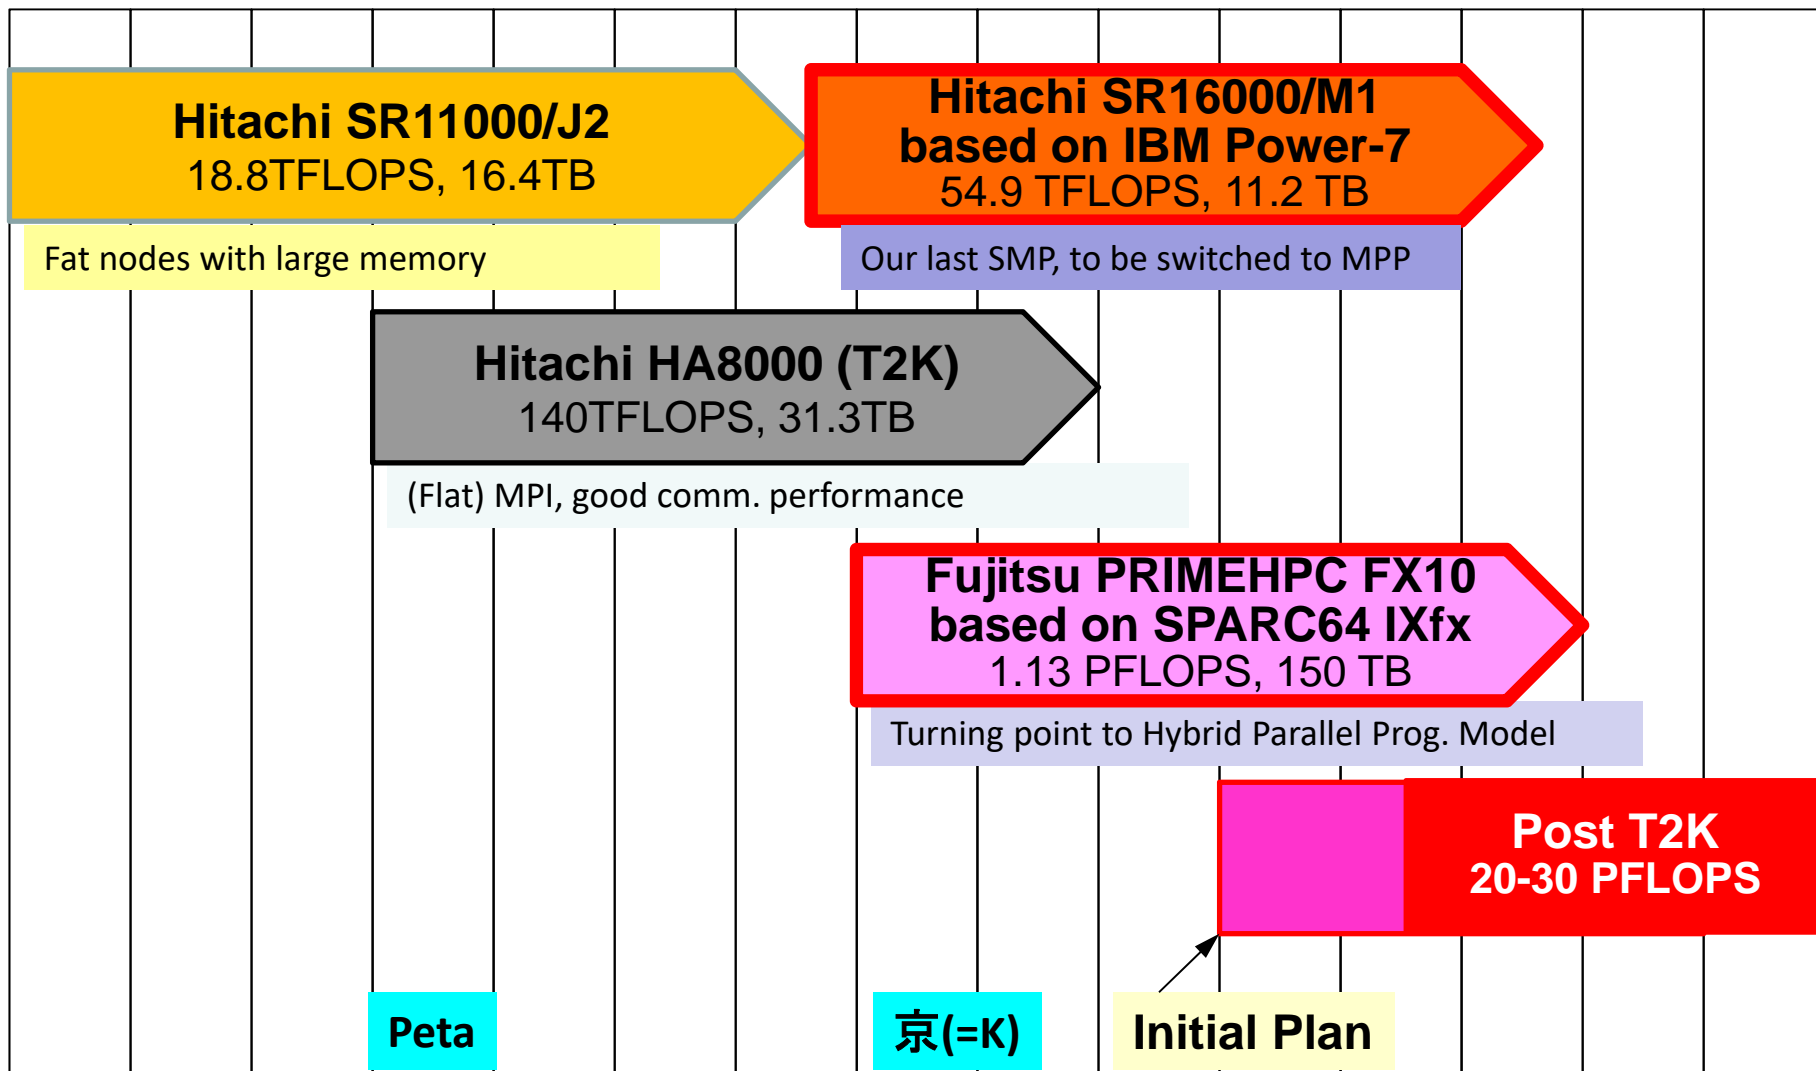 Hitachi SR11000/J2
18.8TFLOPS, 16.4TB
Hitachi SR16000/M1
based on IBM Power-7
54.9 TFLOPS, 11.2 TB
Fat nodes with large memory
Our last SMP, to be switched to MPP
Hitachi HA8000 (T2K)
140TFLOPS, 31.3TB
(Flat) MPI, good comm. performance
Fujitsu PRIMEHPC FX10
based on SPARC64 IXfx
1.13 PFLOPS, 150 TB
Turning point to Hybrid Parallel Prog. Model
Post T2K
20-30 PFLOPS
Peta
京(=K)
Initial Plan